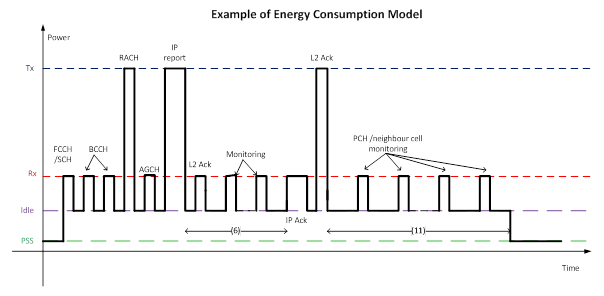 Example of Energy Consumption Model
Power
IP
report
RACH
L2 Ack
Tx
FCCH
/SCH
BCCH
AGCH
L2 Ack
Monitoring
PCH /neighbour cell
monitoring
Rx
Idle
IP Ack
(6)
(11)
PSS
Time